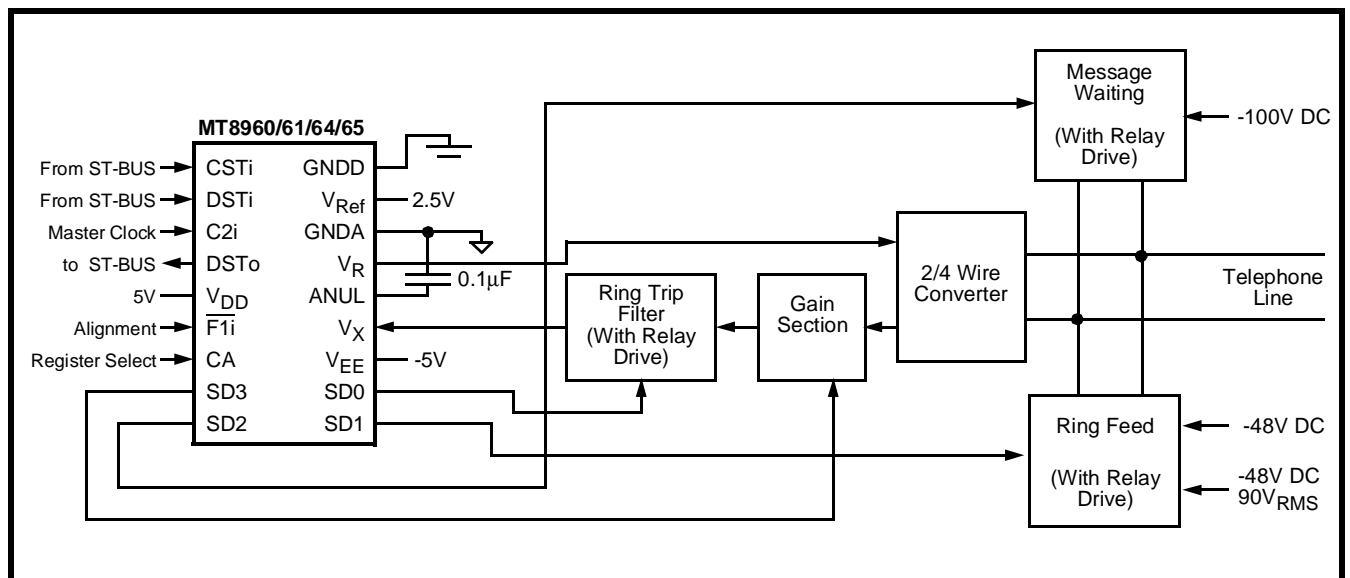 MT8960/61/64/65
From ST-BUS
From ST-BUS
Master Clock
to ST-BUS
5V
Alignment
Register Select
CSTi
DSTi
C2i
DSTo
VDD
F1i
CA
SD3
SD2
GNDD
VRef
GNDA
VR
ANUL
VX
VEE
SD0
SD1
2.5V
0.1µF
-5V
Ring Trip
Filter
(With Relay
Drive)
Gain
Section
2/4 Wire
Converter
Message
Waiting
(With Relay
Drive)
-100V DC
Telephone
Line
Ring Feed
(With Relay
Drive)
-48V DC
-48V DC
90VRMS